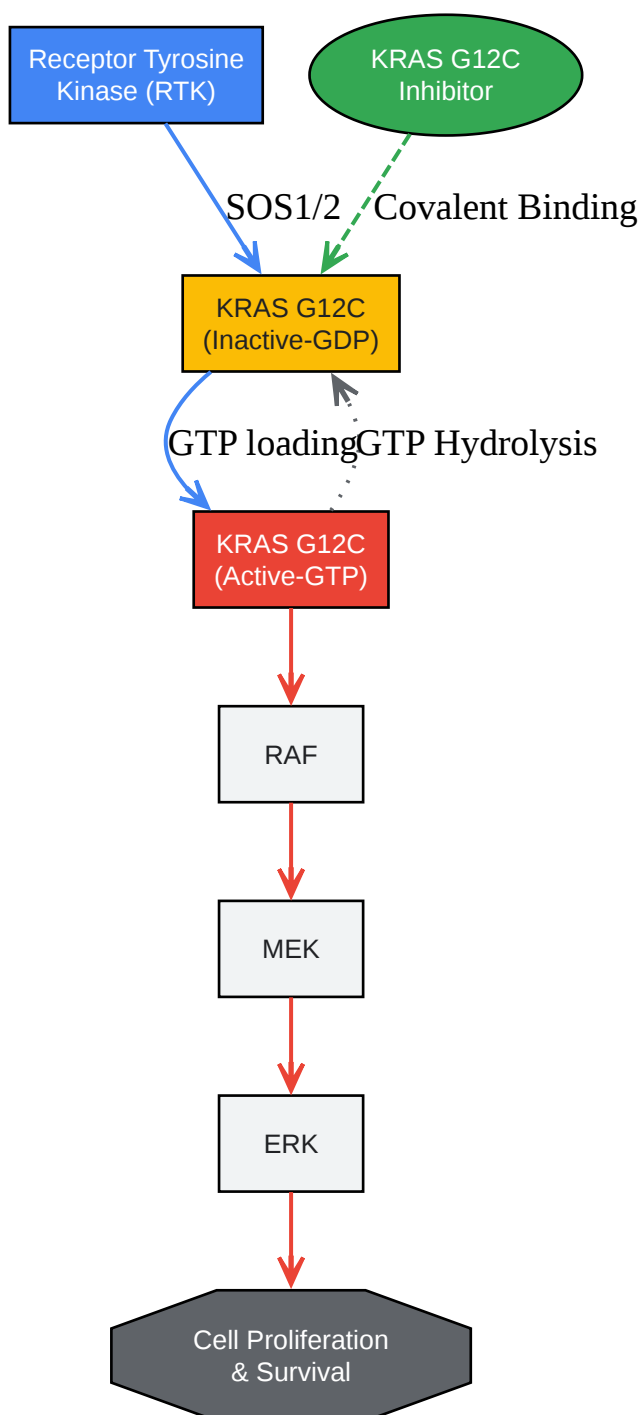 Receptor Tyrosine
Kinase (RTK)
KRAS G12C
Inhibitor
SOS1/2
Covalent Binding
KRAS G12C
(Inactive-GDP)
GTP loading
GTP Hydrolysis
KRAS G12C
(Active-GTP)
RAF
MEK
ERK
Cell Proliferation
& Survival